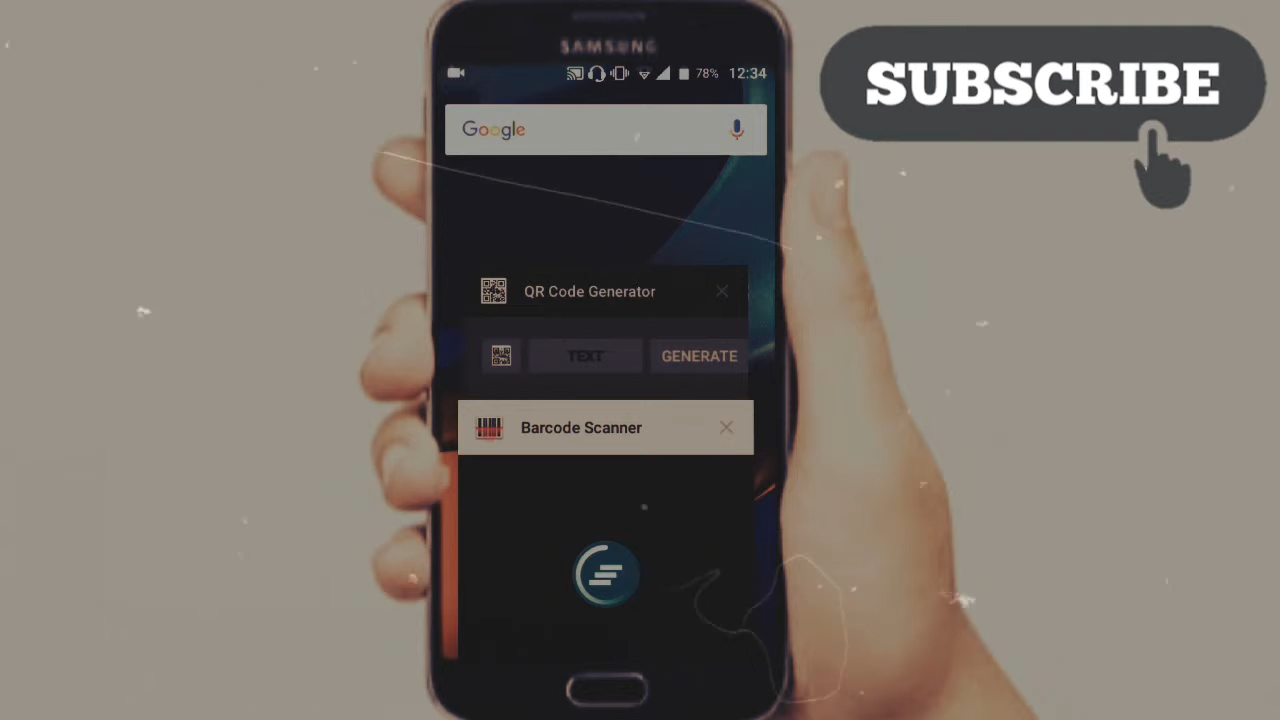 SAMSUNG
78% 12:34
SUBSCRIBE
Google
QR Code Generator
TEXT GENERATE
Barcode Scanner